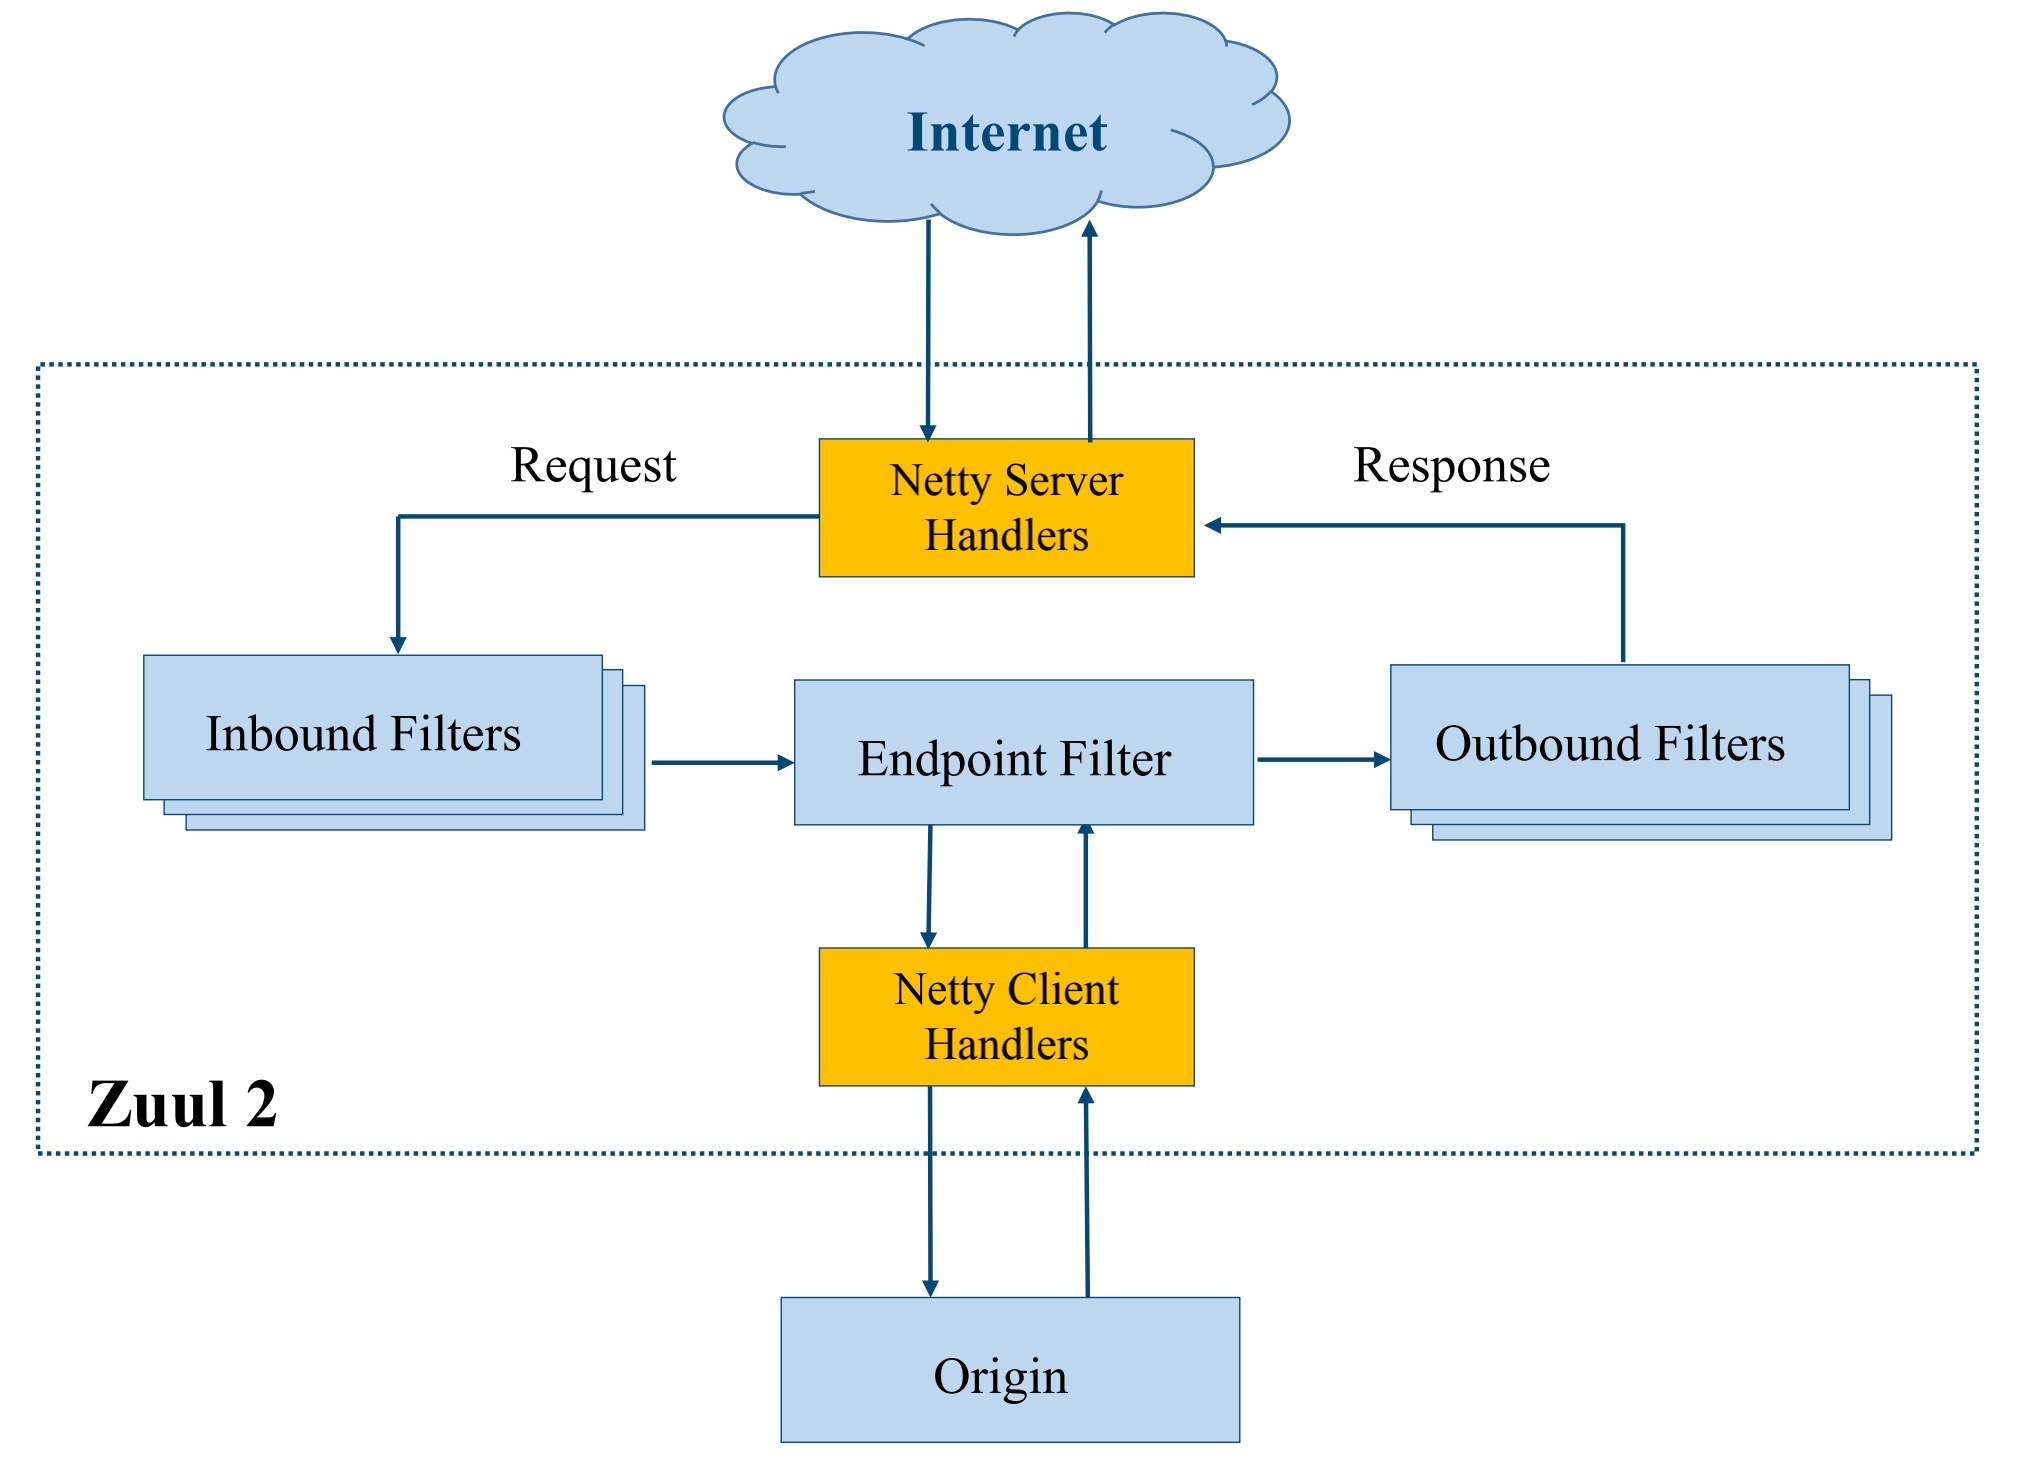 Internet
Request
Netty Server
Handlers
Response
Inbound Filters
Endpoint Filter
Outbound Filters
Netty Client
Handlers
Zuul 2
Origin